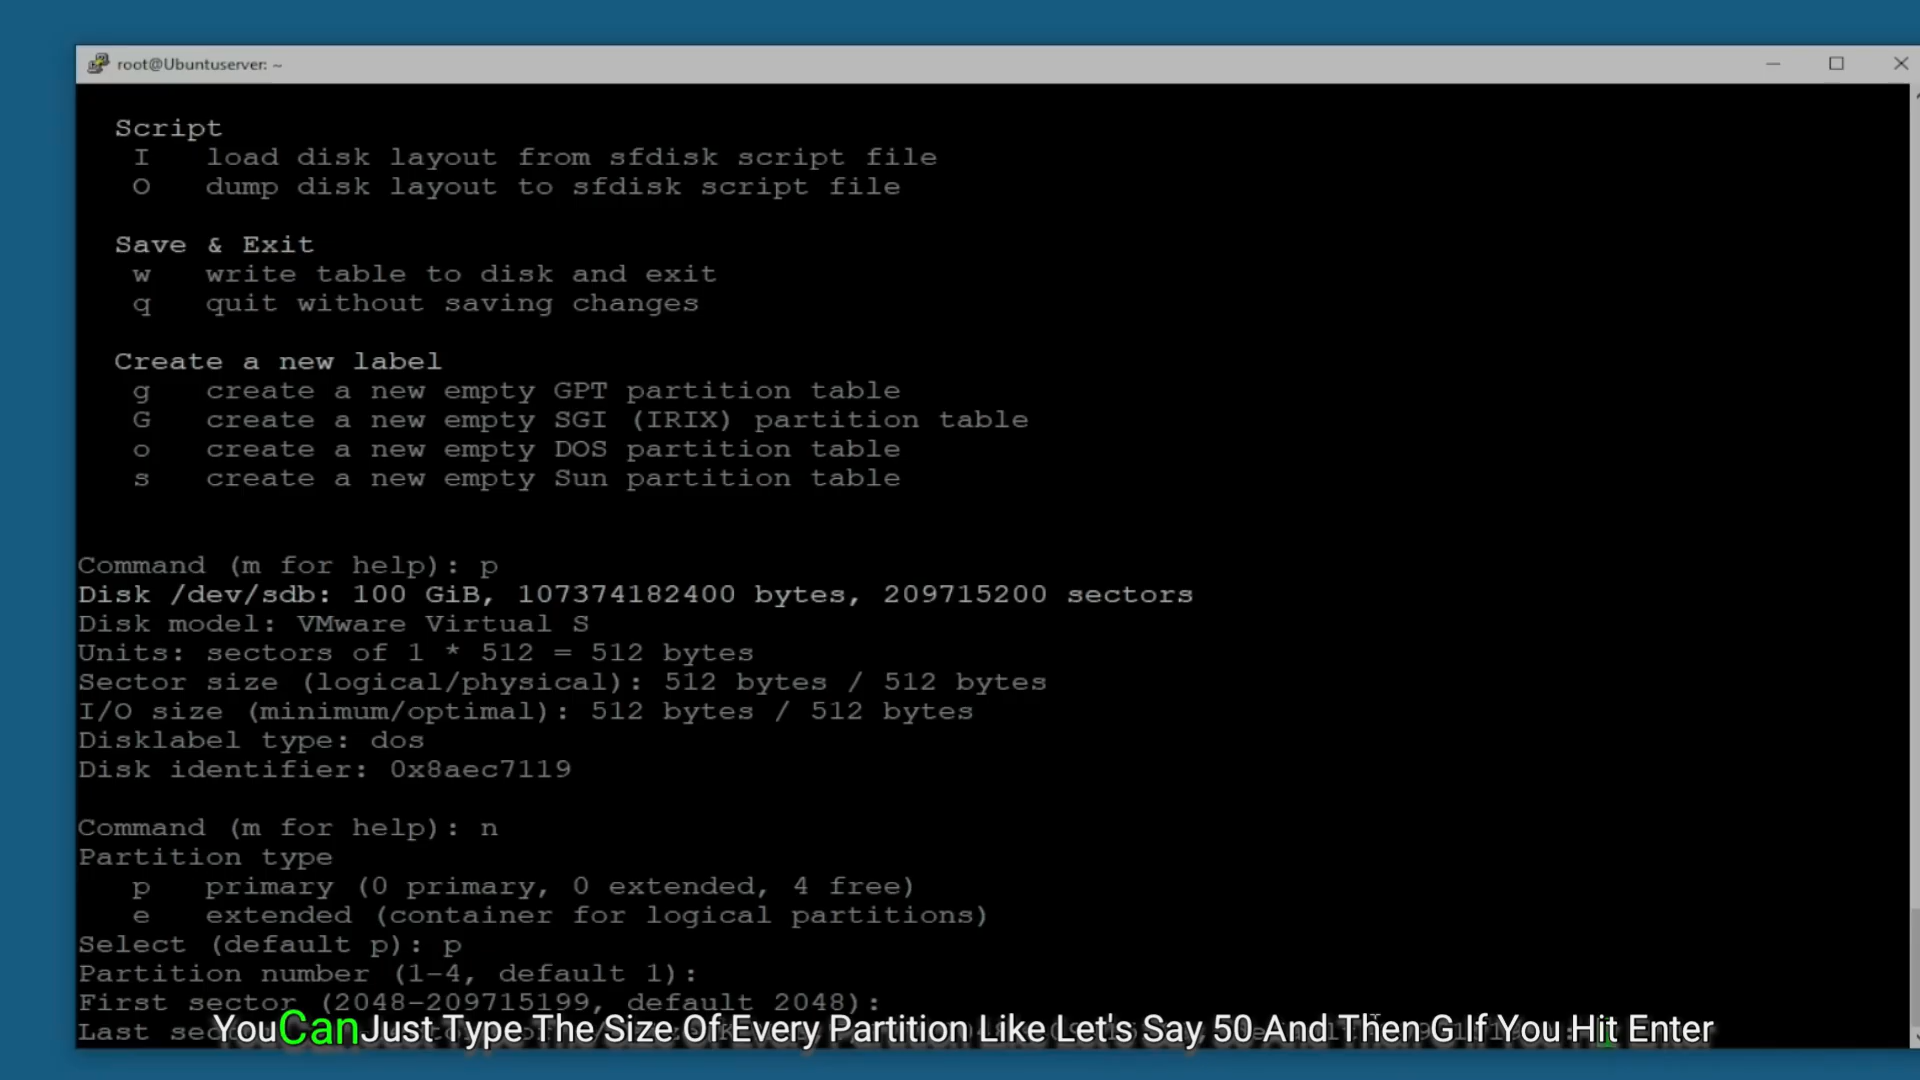 root@Ubuntuserver: ~
Script
I load disk layout from sfdisk script file
O dump disk layout to sfdisk script file
Save & Exit
w write table to disk and exit
q quit without saving changes
Create a new label
g create a new empty GPT partition table
G create a new empty SGI (IRIX) partition table
o create a new empty DOS partition table
s create a new empty Sun partition table
Command (m for help): p
Disk /dev/sdb: 100 GiB, 107374182400 bytes, 209715200 sectors
Disk model: VMware Virtual S
Units: sectors of 1 * 512 = 512 bytes
Sector size (logical/physical): 512 bytes / 512 bytes
I/O size (minimum/optimal): 512 bytes / 512 bytes
Disklabel type: dos
Disk identifier: 0x8aec7119
Command (m for help): n
Partition type
p primary (0 primary, 0 extended, 4 free)
e extended (container for logical partitions)
Select (default p): p
Partition number (1-4, default 1):
First sector (2048-209715199, default 2048):
Last
You Can Just Type The Size Of Every Partition Like Let's Say 50 And Then G If You Hit Enter